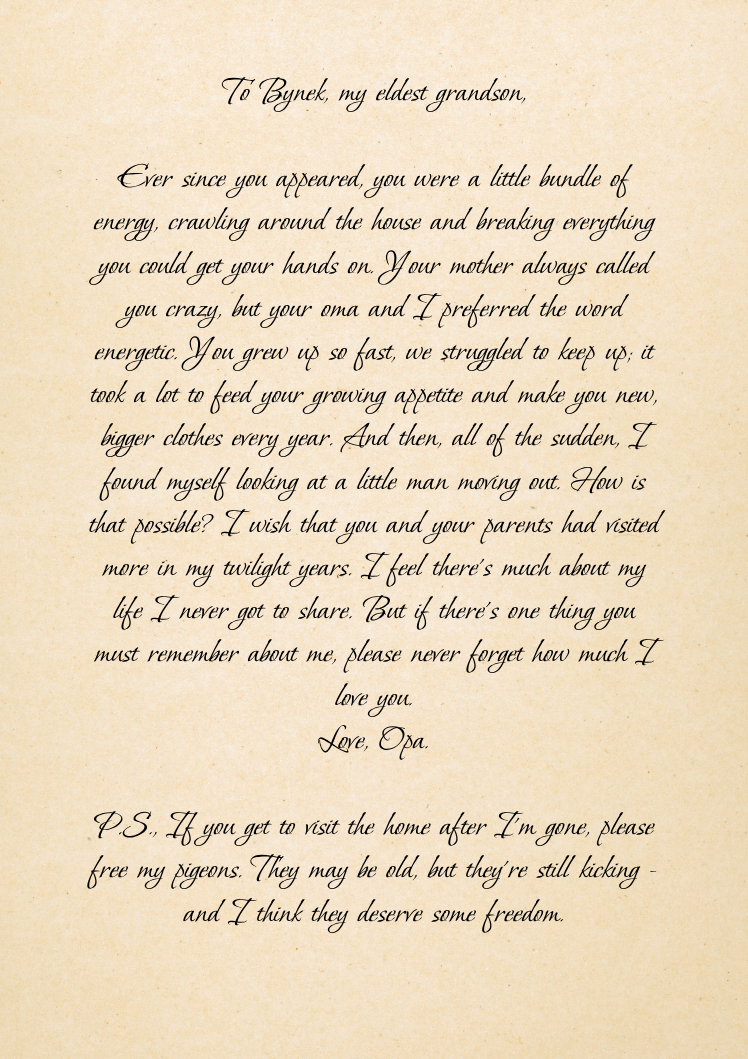 To Bynek, my eldest grandson,
Ever since you appeared, you were a little bundle of
energy, crawling around the house and breaking everything
you could get your hands on. Your mother always called
you crazy, but your oma and I preferred the word
energetic. You grew up so fast, we struggled to keep up; it
took a lot to feed your growing appetite and make you new,
bigger clothes every year. And then, all of the sudden, I
found myself looking at a little man moving out. How is
that possible? I wish that you and your parents had visited
more in my twilight years. I feel there's much about my
life I never got to share. But if there's one thing you
must remember about me, please never forget how much I
love you.
Love, Opa.
P.S., If you get to visit the home after I'm gone, please
free my pigeons. They may be old, but they're still kicking -
and I think they deserve some freedom.